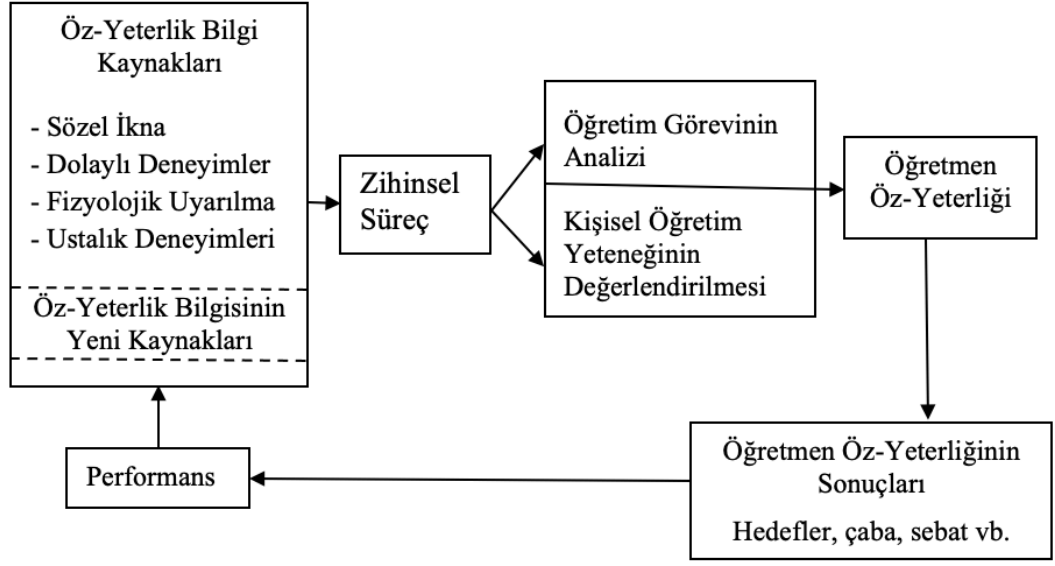 Öz-Yeterlik Bilgi
Kaynakları
- Sözel İkna
- Dolaylı Deneyimler
- Fizyolojik Uyarılma
- Ustalık Deneyimleri
Öz-Yeterlik Bilgisinin
Yeni Kaynakları
Zihinsel
Süreç
Öğretim Görevinin
Analizi
Kişisel Öğretim
Yeteneğinin
Değerlendirilmesi
Öğretmen
Öz-Yeterliği
Öğretmen Öz-Yeterliğinin
Sonuçları
Hedefler, çaba, sebat vb.
Performans